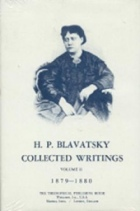 H. P. BLAVATSKY
COLLECTED WRITINGS
VOLUME II
1879–1880
THE THEOSOPHICAL PUBLISHING HOUSE